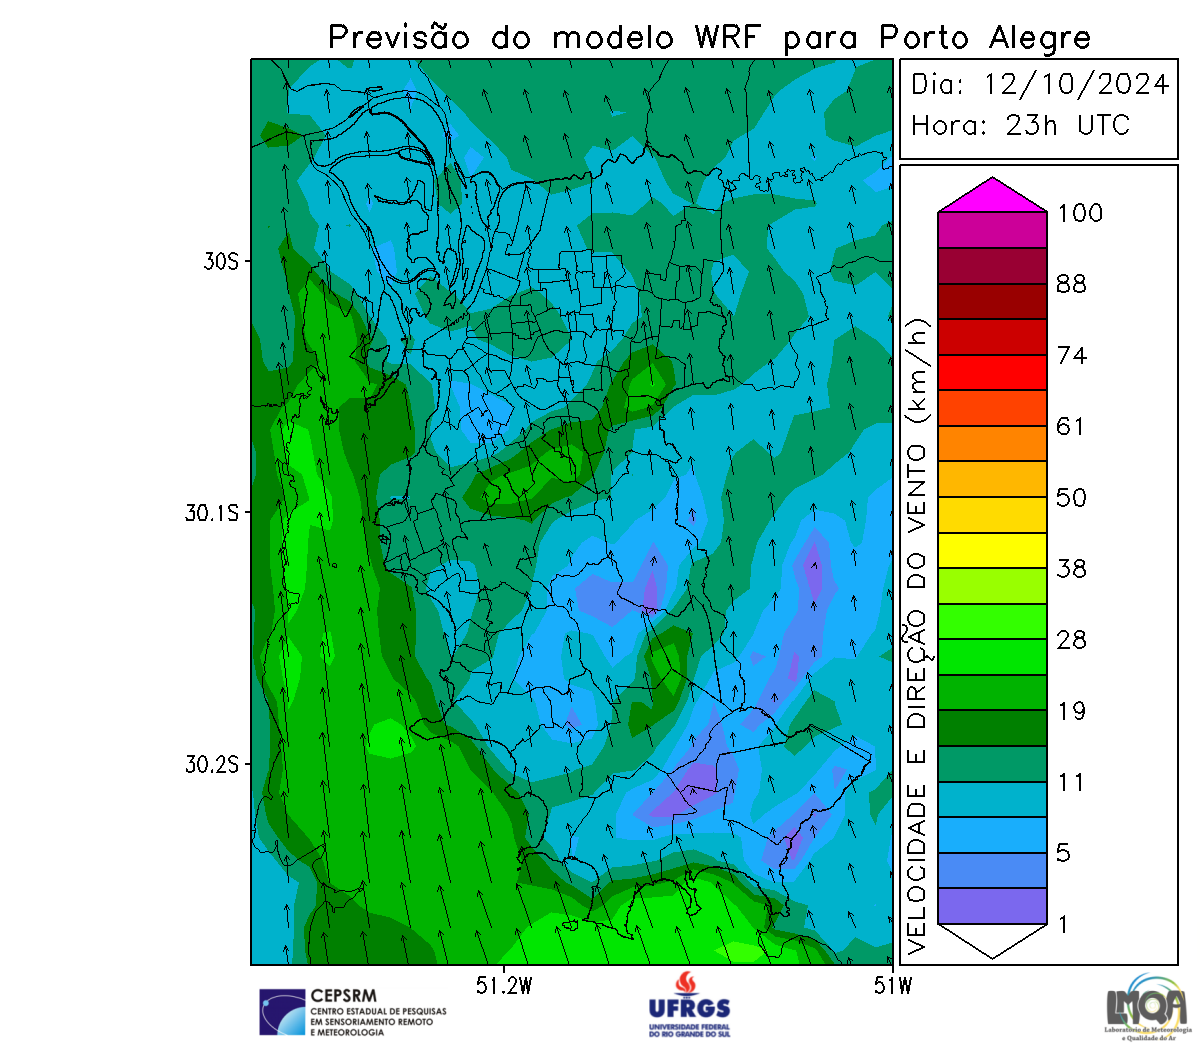 Previsão do modelo WRF para Porto Alegre
Dia: 12/10/2024
Hora: 23h UTC
30S
30.1S
30.2S
51.2W
51W
VELOCIDADE E DIREÇÃO DO VENTO (km/h)
100
88
74
61
50
38
28
19
11
5
1
CEPSRM
CENTRO ESTADUAL DE PESQUISAS
EM SENSORIAMENTO REMOTO
E METEOROLOGIA
UFRGS
UNIVERSIDADE FEDERAL
DO RIO GRANDE DO SUL
LMQA
Laboratório de Meteorologia
e Qualidade do Ar